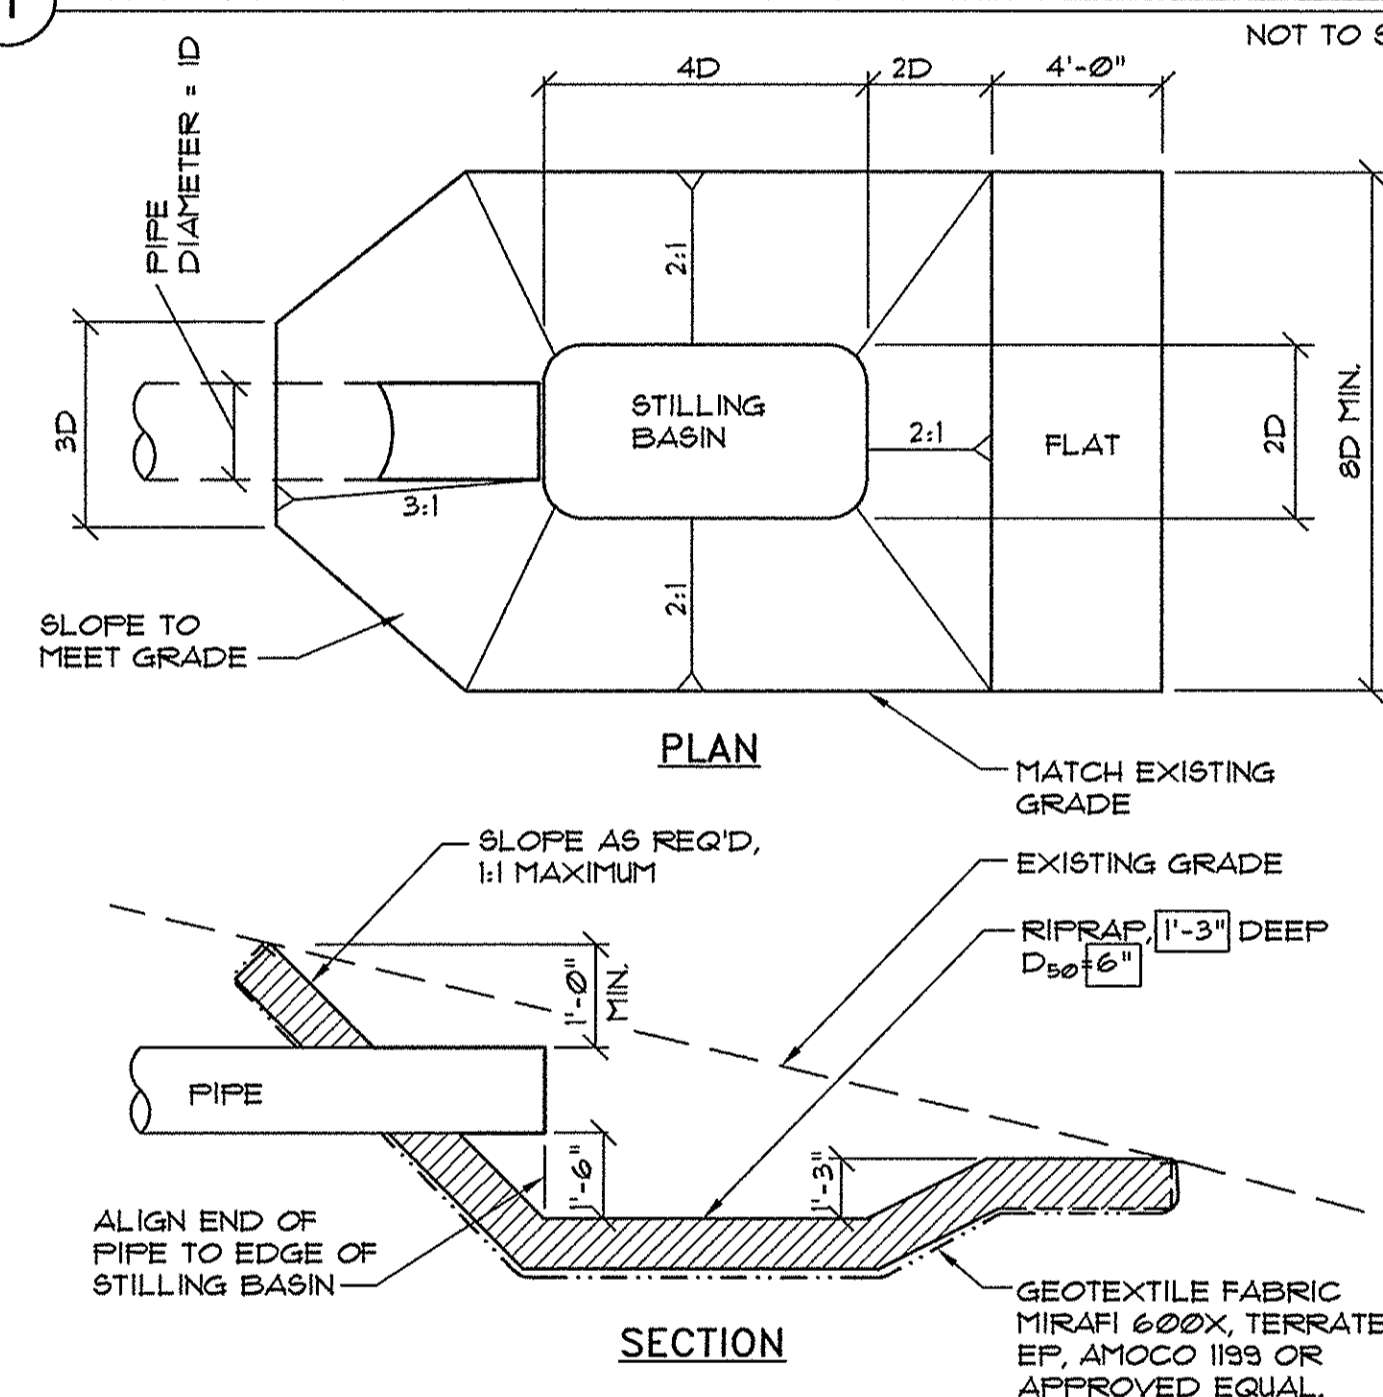 NOT TO
PIPE
DIAMETER = 1D
4D
2D
4'-0"
2:1
3D
STILLING
BASIN
2:1
FLAT
2D
8D MIN.
3:1
2:1
SLOPE TO
MEET GRADE
PLAN
MATCH EXISTING
GRADE
SLOPE AS REQ'D,
1:1 MAXIMUM
EXISTING GRADE
RIPRAP, 1'-3" DEEP
D50=6"
1'-0"
MIN.
PIPE
1'-6"
1'-3"
ALIGN END OF
PIPE TO EDGE OF
STILLING BASIN
GEOTEXTILE FABRIC
MIRAFI 600X, TERRATE
EP, AMOCO 1199 OR
APPROVED EQUAL.
SECTION